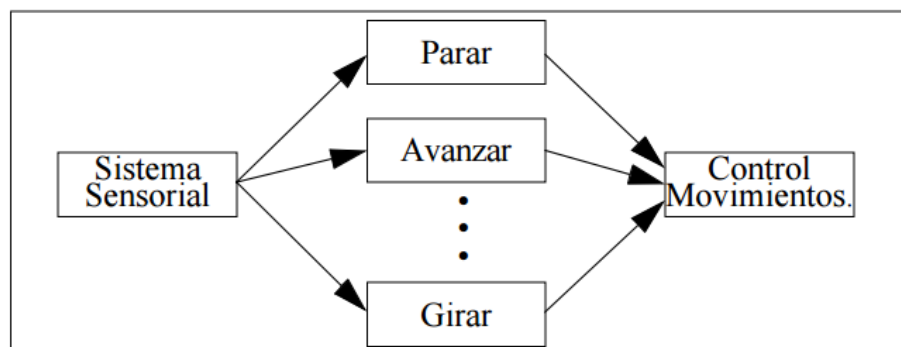 Sistema
Sensorial
Parar
Avanzar
Girar
Control
Movimientos.